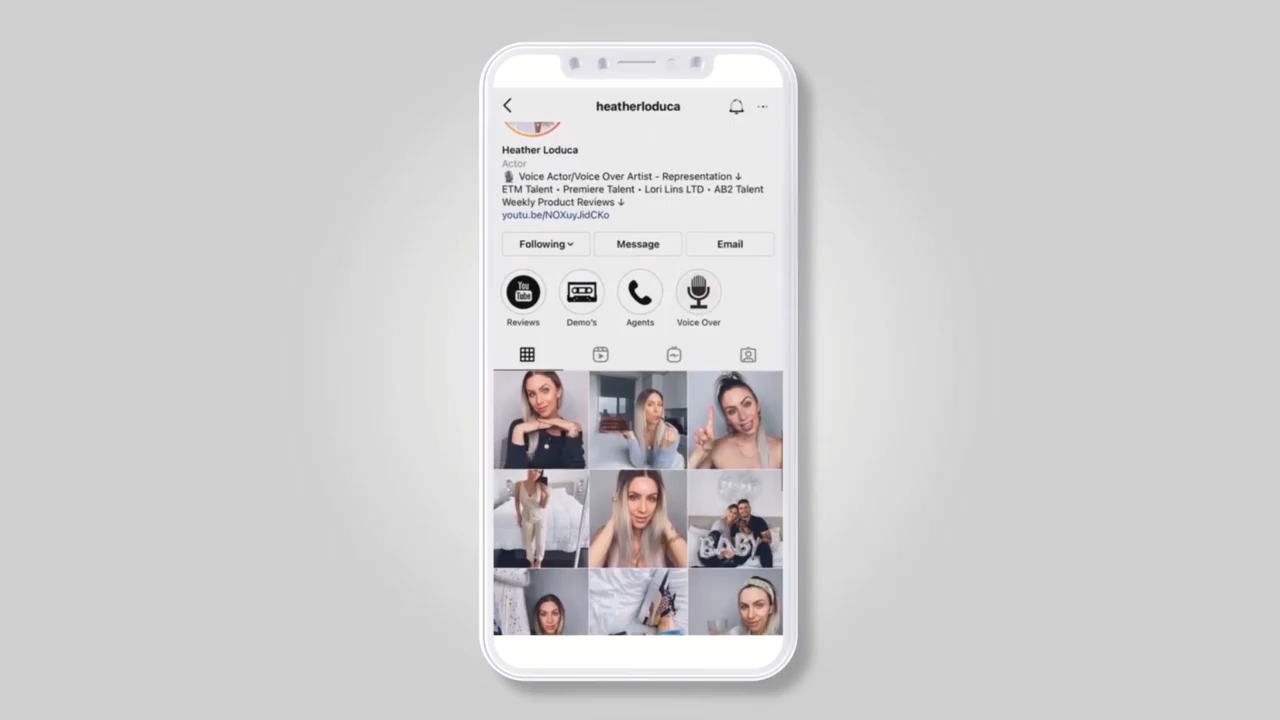 heatherloduca
Heather Loduca
Actor
Voice Actor/Voice Over Artist - Representation ↓
ETM Talent • Premiere Talent • Lori Lins LTD • AB2 Talent
Weekly Product Reviews ↓
youtu.be/NOXuyJidCKo
Following Message Email
You
Tube
Reviews Demo's Agents Voice Over
BABY